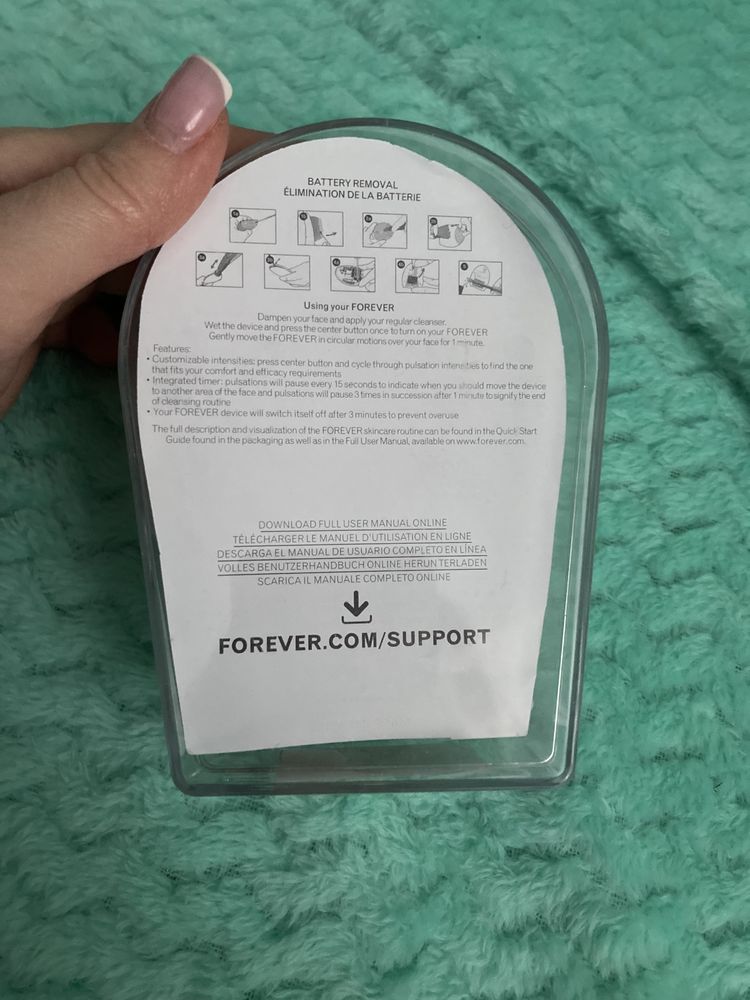 BATTERY REMOVAL
ÉLIMINATION DE LA BATTERIE
Using your FOREVER
Dampen your face and apply your regular cleanser.
Wet the device and press the center button once to turn on your FOREVER
Gently move the FOREVER in circular motions over your face for 1 minute.
Features:
• Customizable intensities: press center button and cycle through pulsation intensities to find the one
that fits your comfort and efficacy requirements
• Integrated timer: pulsations will pause every 15 seconds to indicate when you should move the device
to another area of the face and pulsations will pause 3 times in succession after 1 minute to signify the end
of cleansing routine
• Your FOREVER device will switch itself off after 3 minutes to prevent overuse
The full description and visualization of the FOREVER skincare routine can be found in the Quick Start
Guide found in the packaging as well as in the Full User Manual, available on www.forever.com.
DOWNLOAD FULL USER MANUAL ONLINE
TÉLÉCHARGER LE MANUEL D'UTILISATION EN LIGNE
DESCARGA EL MANUAL DE USUARIO COMPLETO EN LÍNEA
VOLLES BENUTZERHANDBUCH ONLINE HERUNTERLADEN
SCARICA IL MANUALE COMPLETO ONLINE
FOREVER.COM/SUPPORT